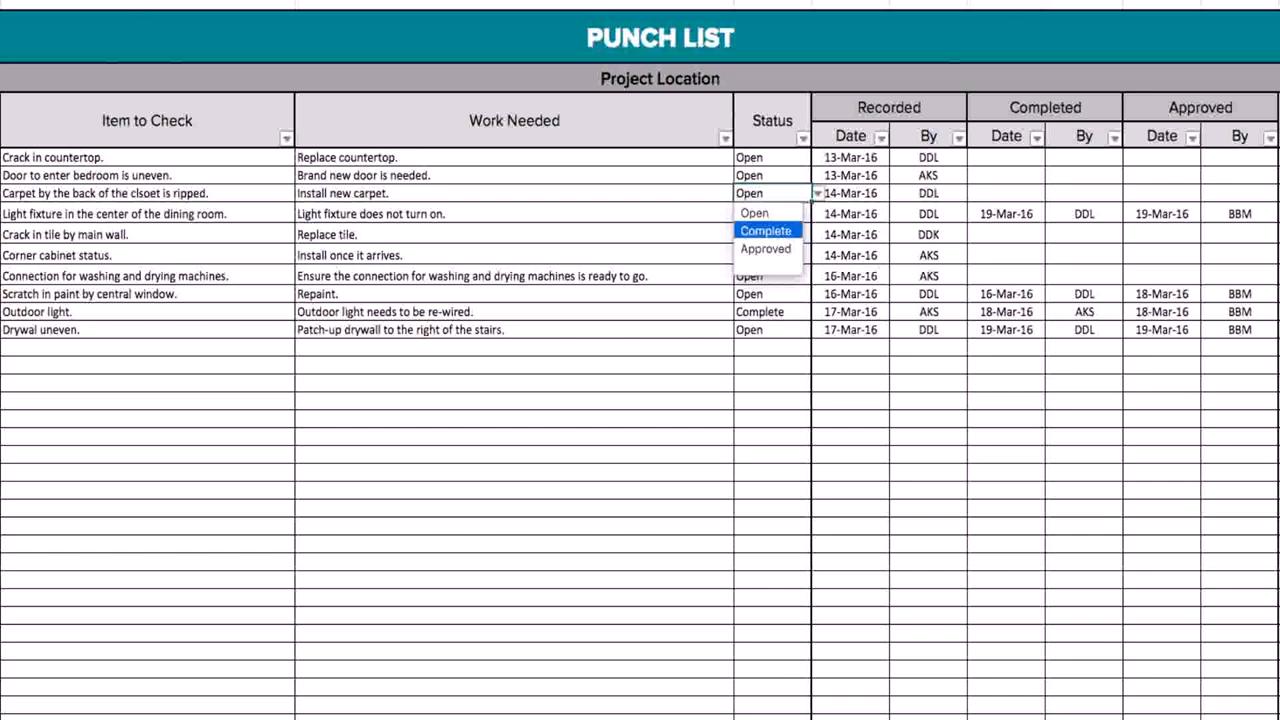 PUNCH LIST
Project Location
Item to Check Work Needed Status Recorded Completed Approved
Date By Date By Date By
Crack in countertop. Replace countertop. Open 13-Mar-16 DDL
Door to enter bedroom is uneven. Brand new door is needed. Open 13-Mar-16 AKS
Carpet by the back of the clsoet is ripped. Install new carpet. Open 14-Mar-16 DDL
Light fixture in the center of the dining room. Light fixture does not turn on. Open 14-Mar-16 DDL 19-Mar-16 DDL 19-Mar-16 BBM
Crack in tile by main wall. Replace tile. Complete 14-Mar-16 DDK
Corner cabinet status. Install once it arrives. Approved 14-Mar-16 AKS
Connection for washing and drying machines. Ensure the connection for washing and drying machines is ready to go. Open 16-Mar-16 AKS
Scratch in paint by central window. Repaint. Open 16-Mar-16 DDL 16-Mar-16 DDL 18-Mar-16 BBM
Outdoor light. Outdoor light needs to be re-wired. Complete 17-Mar-16 AKS 18-Mar-16 AKS 18-Mar-16 BBM
Drywal uneven. Patch-up drywall to the right of the stairs. Open 17-Mar-16 DDL 19-Mar-16 DDL 19-Mar-16 BBM